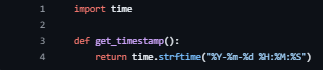 1 import time
2
3 def get_timestamp():
4     return time.strftime("%Y-%m-%d %H:%M:%S")